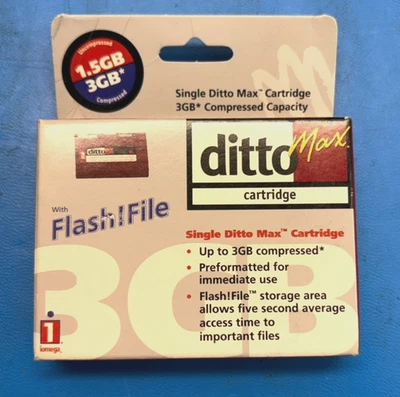 Uncompressed
1.5GB
3GB*
Compressed
Single Ditto Max™ Cartridge
3GB* Compressed Capacity
ditto Max
cartridge
With
Flash!File
Single Ditto Max™ Cartridge
• Up to 3GB compressed*
• Preformatted for
immediate use
• Flash!File™ storage area
allows five second average
access time to
important files
3GB
iomega